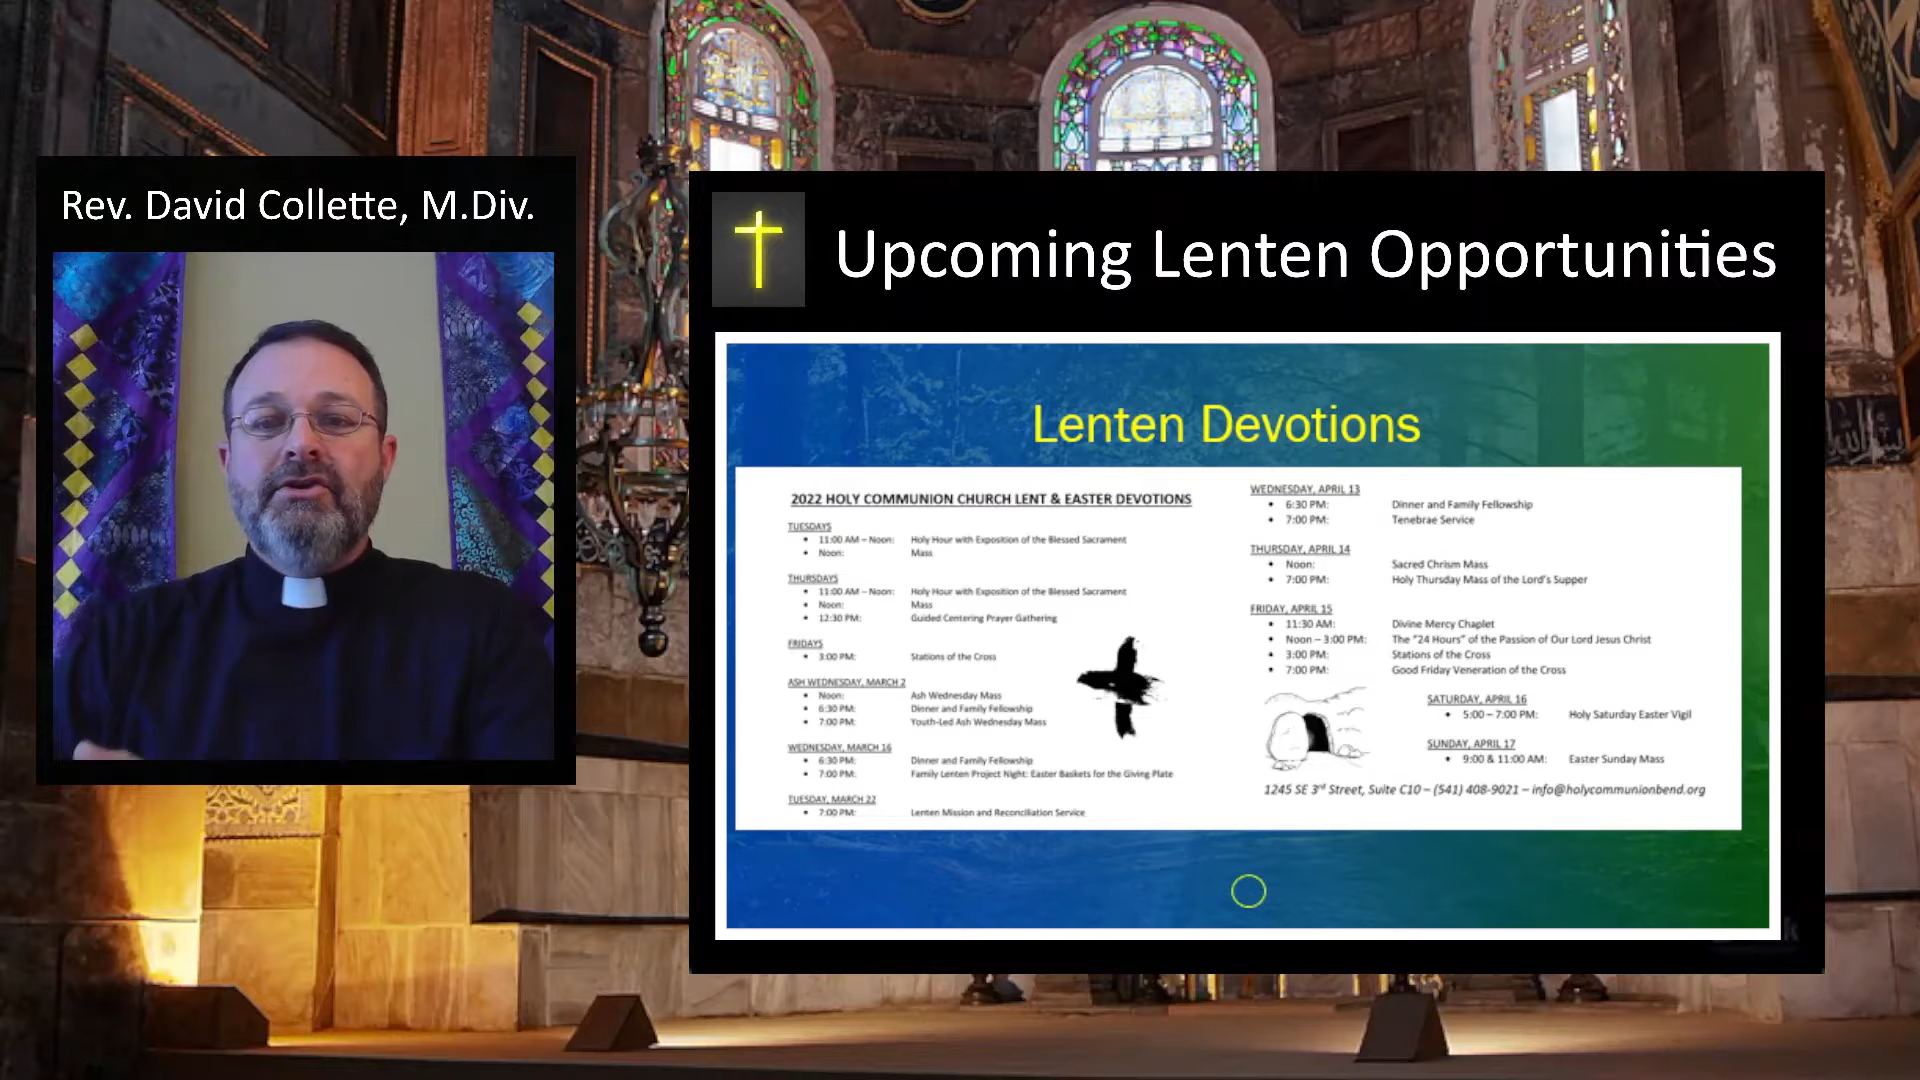 Rev. David Collette, M.Div.
Upcoming Lenten Opportunities
Lenten Devotions
2022 HOLY COMMUNION CHURCH LENT & EASTER DEVOTIONS
TUESDAYS
• 11:00 AM – Noon: Holy Hour with Exposition of the Blessed Sacrament
• Noon: Mass
THURSDAYS
• 11:00 AM – Noon: Holy Hour with Exposition of the Blessed Sacrament
• Noon: Mass
• 12:30 PM: Guided Centering Prayer Gathering
FRIDAYS
• 3:00 PM: Stations of the Cross
ASH WEDNESDAY, MARCH 2
• Noon: Ash Wednesday Mass
• 6:30 PM: Dinner and Family Fellowship
• 7:00 PM: Youth-Led Ash Wednesday Mass
WEDNESDAY, MARCH 16
• 6:30 PM: Dinner and Family Fellowship
• 7:00 PM: Family Lenten Project Night: Easter Baskets for the Giving Plate
TUESDAY, MARCH 22
• 7:00 PM: Lenten Mission and Reconciliation Service
WEDNESDAY, APRIL 13
• 6:30 PM: Dinner and Family Fellowship
• 7:00 PM: Tenebrae Service
THURSDAY, APRIL 14
• Noon: Sacred Chrism Mass
• 7:00 PM: Holy Thursday Mass of the Lord's Supper
FRIDAY, APRIL 15
• 11:30 AM: Divine Mercy Chaplet
• Noon – 3:00 PM: The "24 Hours" of the Passion of Our Lord Jesus Christ
• 3:00 PM: Stations of the Cross
• 7:00 PM: Good Friday Veneration of the Cross
SATURDAY, APRIL 16
• 5:00 – 7:00 PM: Holy Saturday Easter Vigil
SUNDAY, APRIL 17
• 9:00 & 11:00 AM: Easter Sunday Mass
1245 SE 3rd Street, Suite C10 – (541) 408-9021 – info@holycommunionbend.org